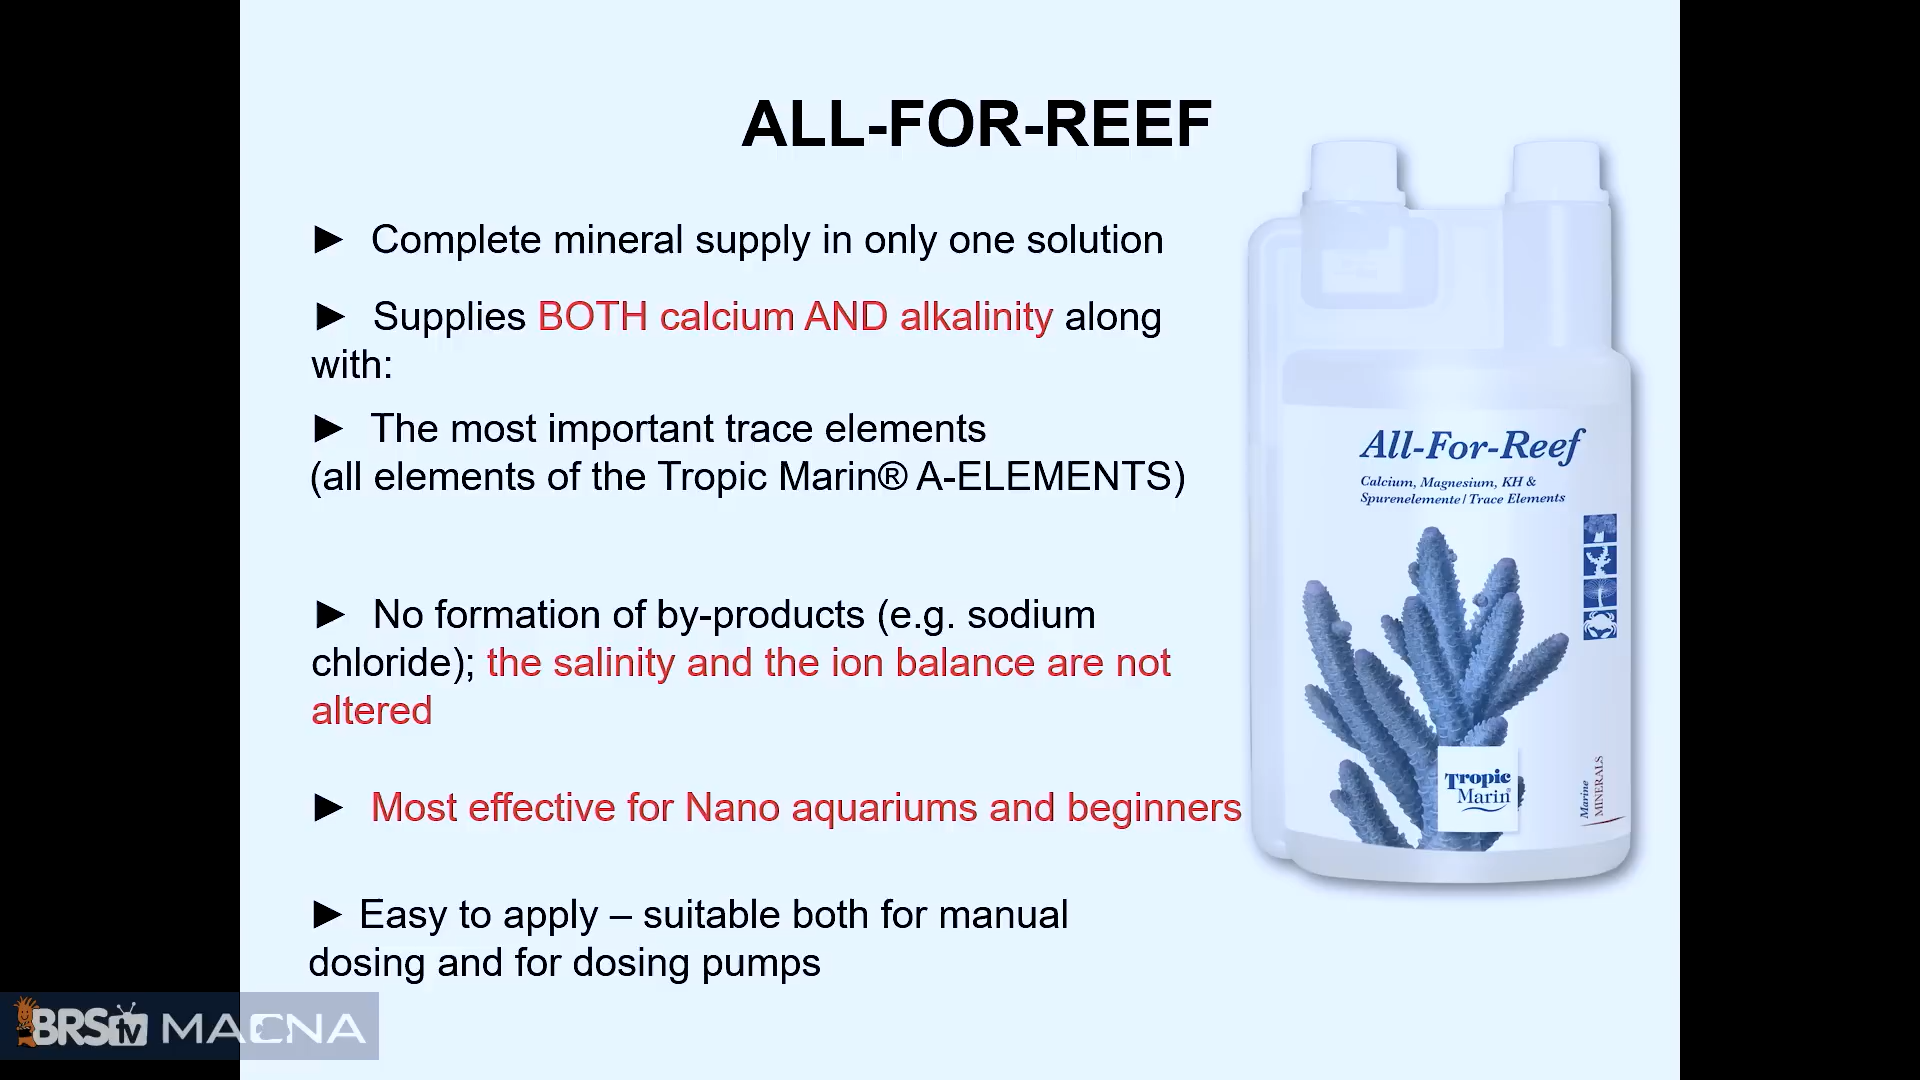 ALL-FOR-REEF
► Complete mineral supply in only one solution
► Supplies BOTH calcium AND alkalinity along
with:
► The most important trace elements
(all elements of the Tropic Marin® A-ELEMENTS)
► No formation of by-products (e.g. sodium
chloride); the salinity and the ion balance are not
altered
► Most effective for Nano aquariums and beginners
► Easy to apply – suitable both for manual
dosing and for dosing pumps
All-For-Reef
Calcium, Magnesium, KH &
Spurenelemente / Trace Elements
Tropic
Marin®
Marine
MINERALS
BRStv MACNA